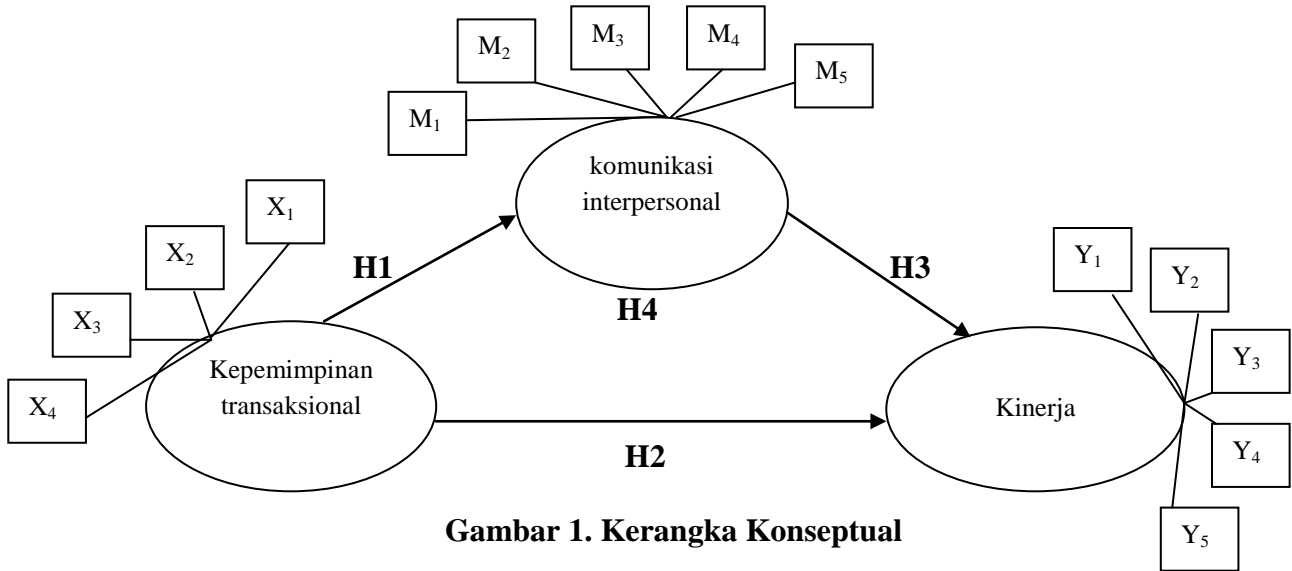 M₃
M₄
M₂
M₅
M₁
komunikasi
interpersonal
X₁
X₂
H1
H3
Y₁
Y₂
X₃
H4
Y₃
Kepemimpinan
transaksional
X₄
Kinerja
Y₄
H2
Y₅
Gambar 1. Kerangka Konseptual